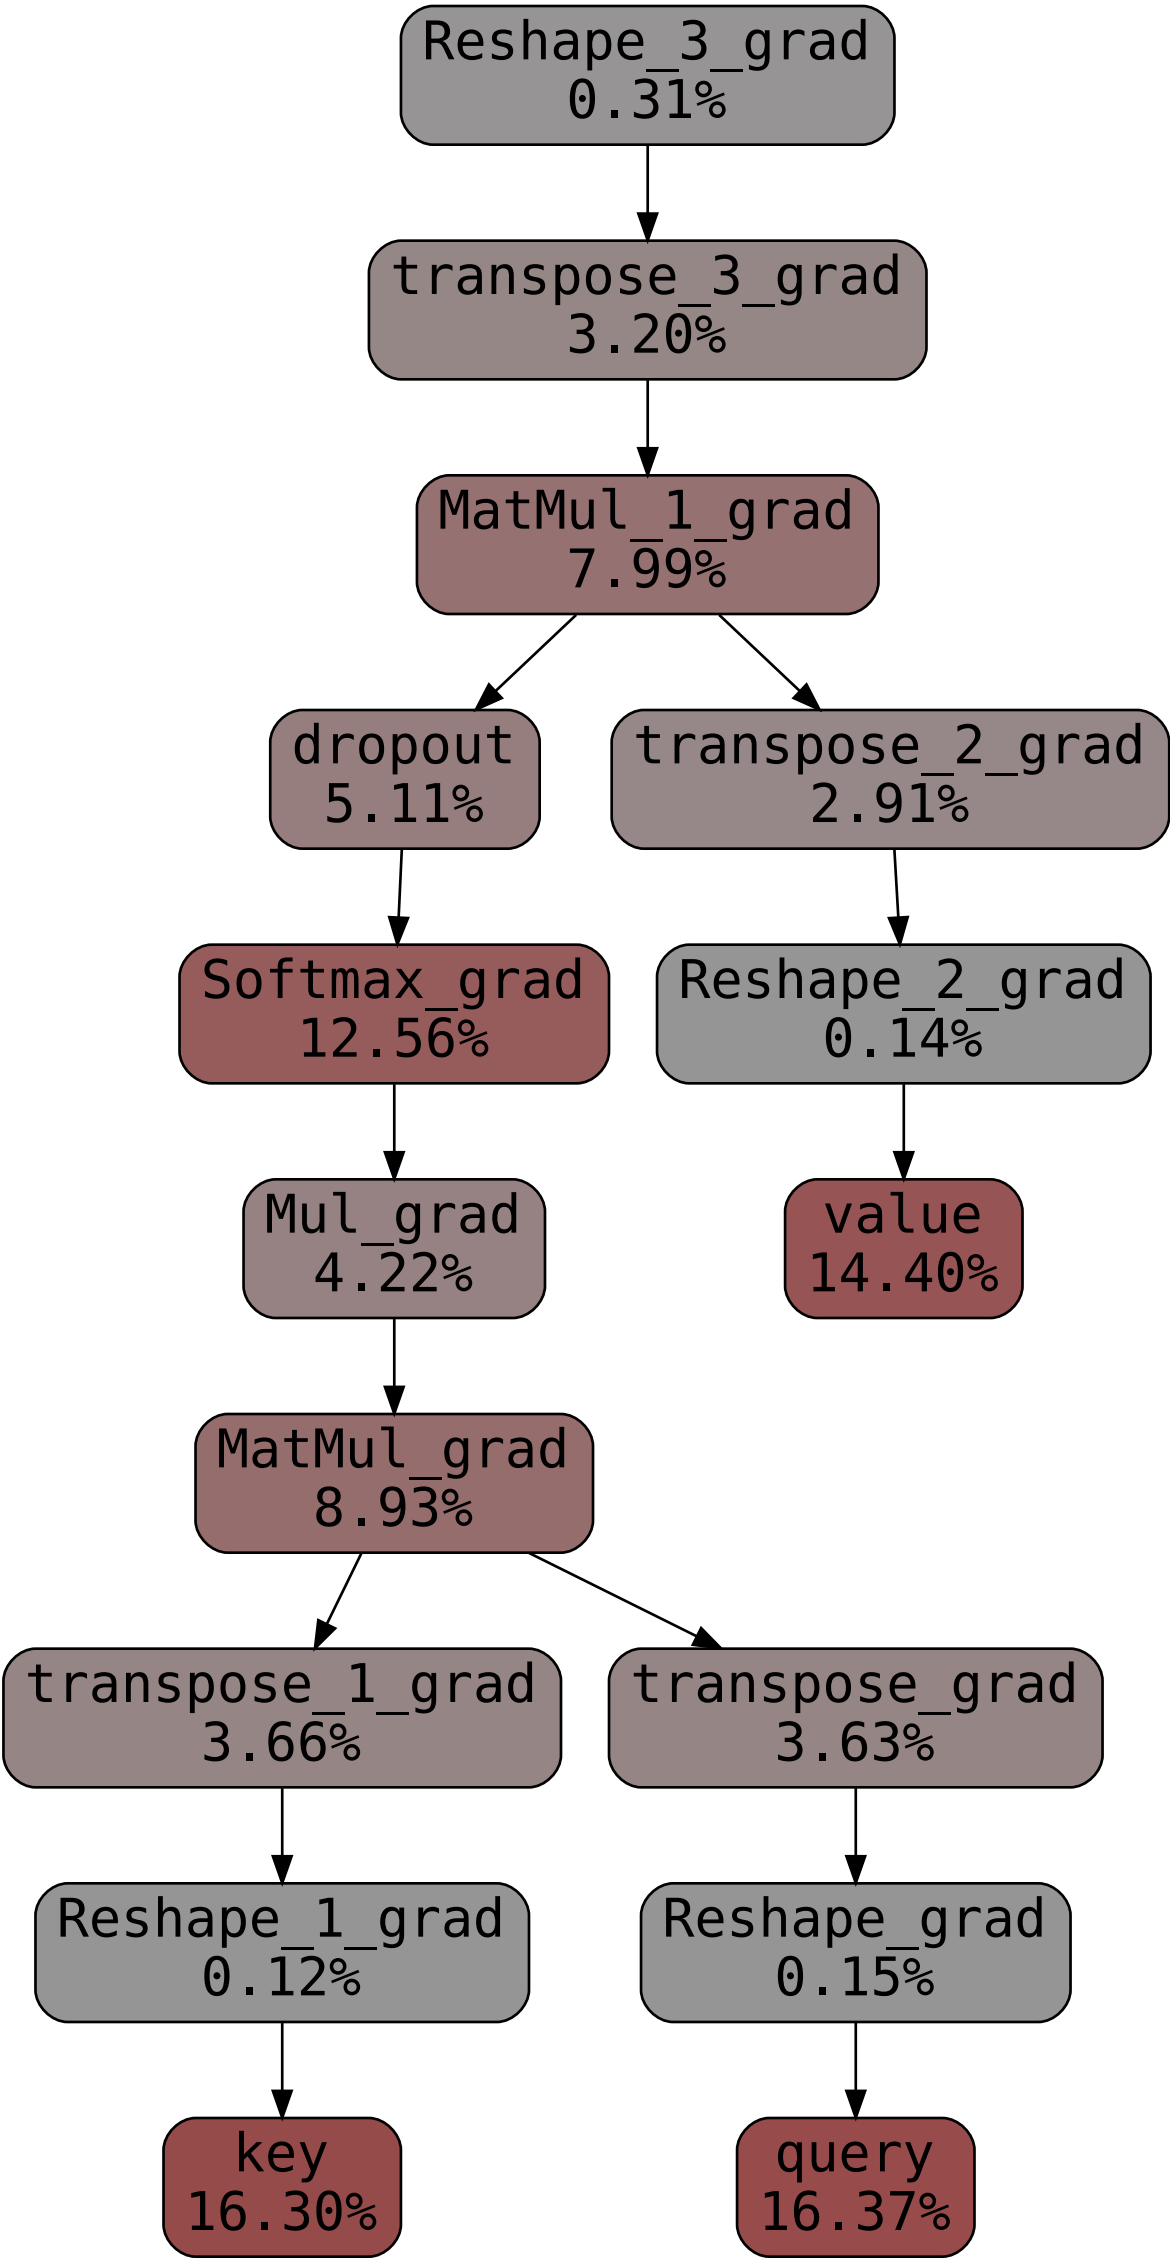 Reshape_3_grad
0.31%
transpose_3_grad
3.20%
MatMul_1_grad
7.99%
dropout
5.11%
transpose_2_grad
2.91%
Softmax_grad
12.56%
Reshape_2_grad
0.14%
Mul_grad
4.22%
value
14.40%
MatMul_grad
8.93%
transpose_1_grad
3.66%
transpose_grad
3.63%
Reshape_1_grad
0.12%
Reshape_grad
0.15%
key
16.30%
query
16.37%